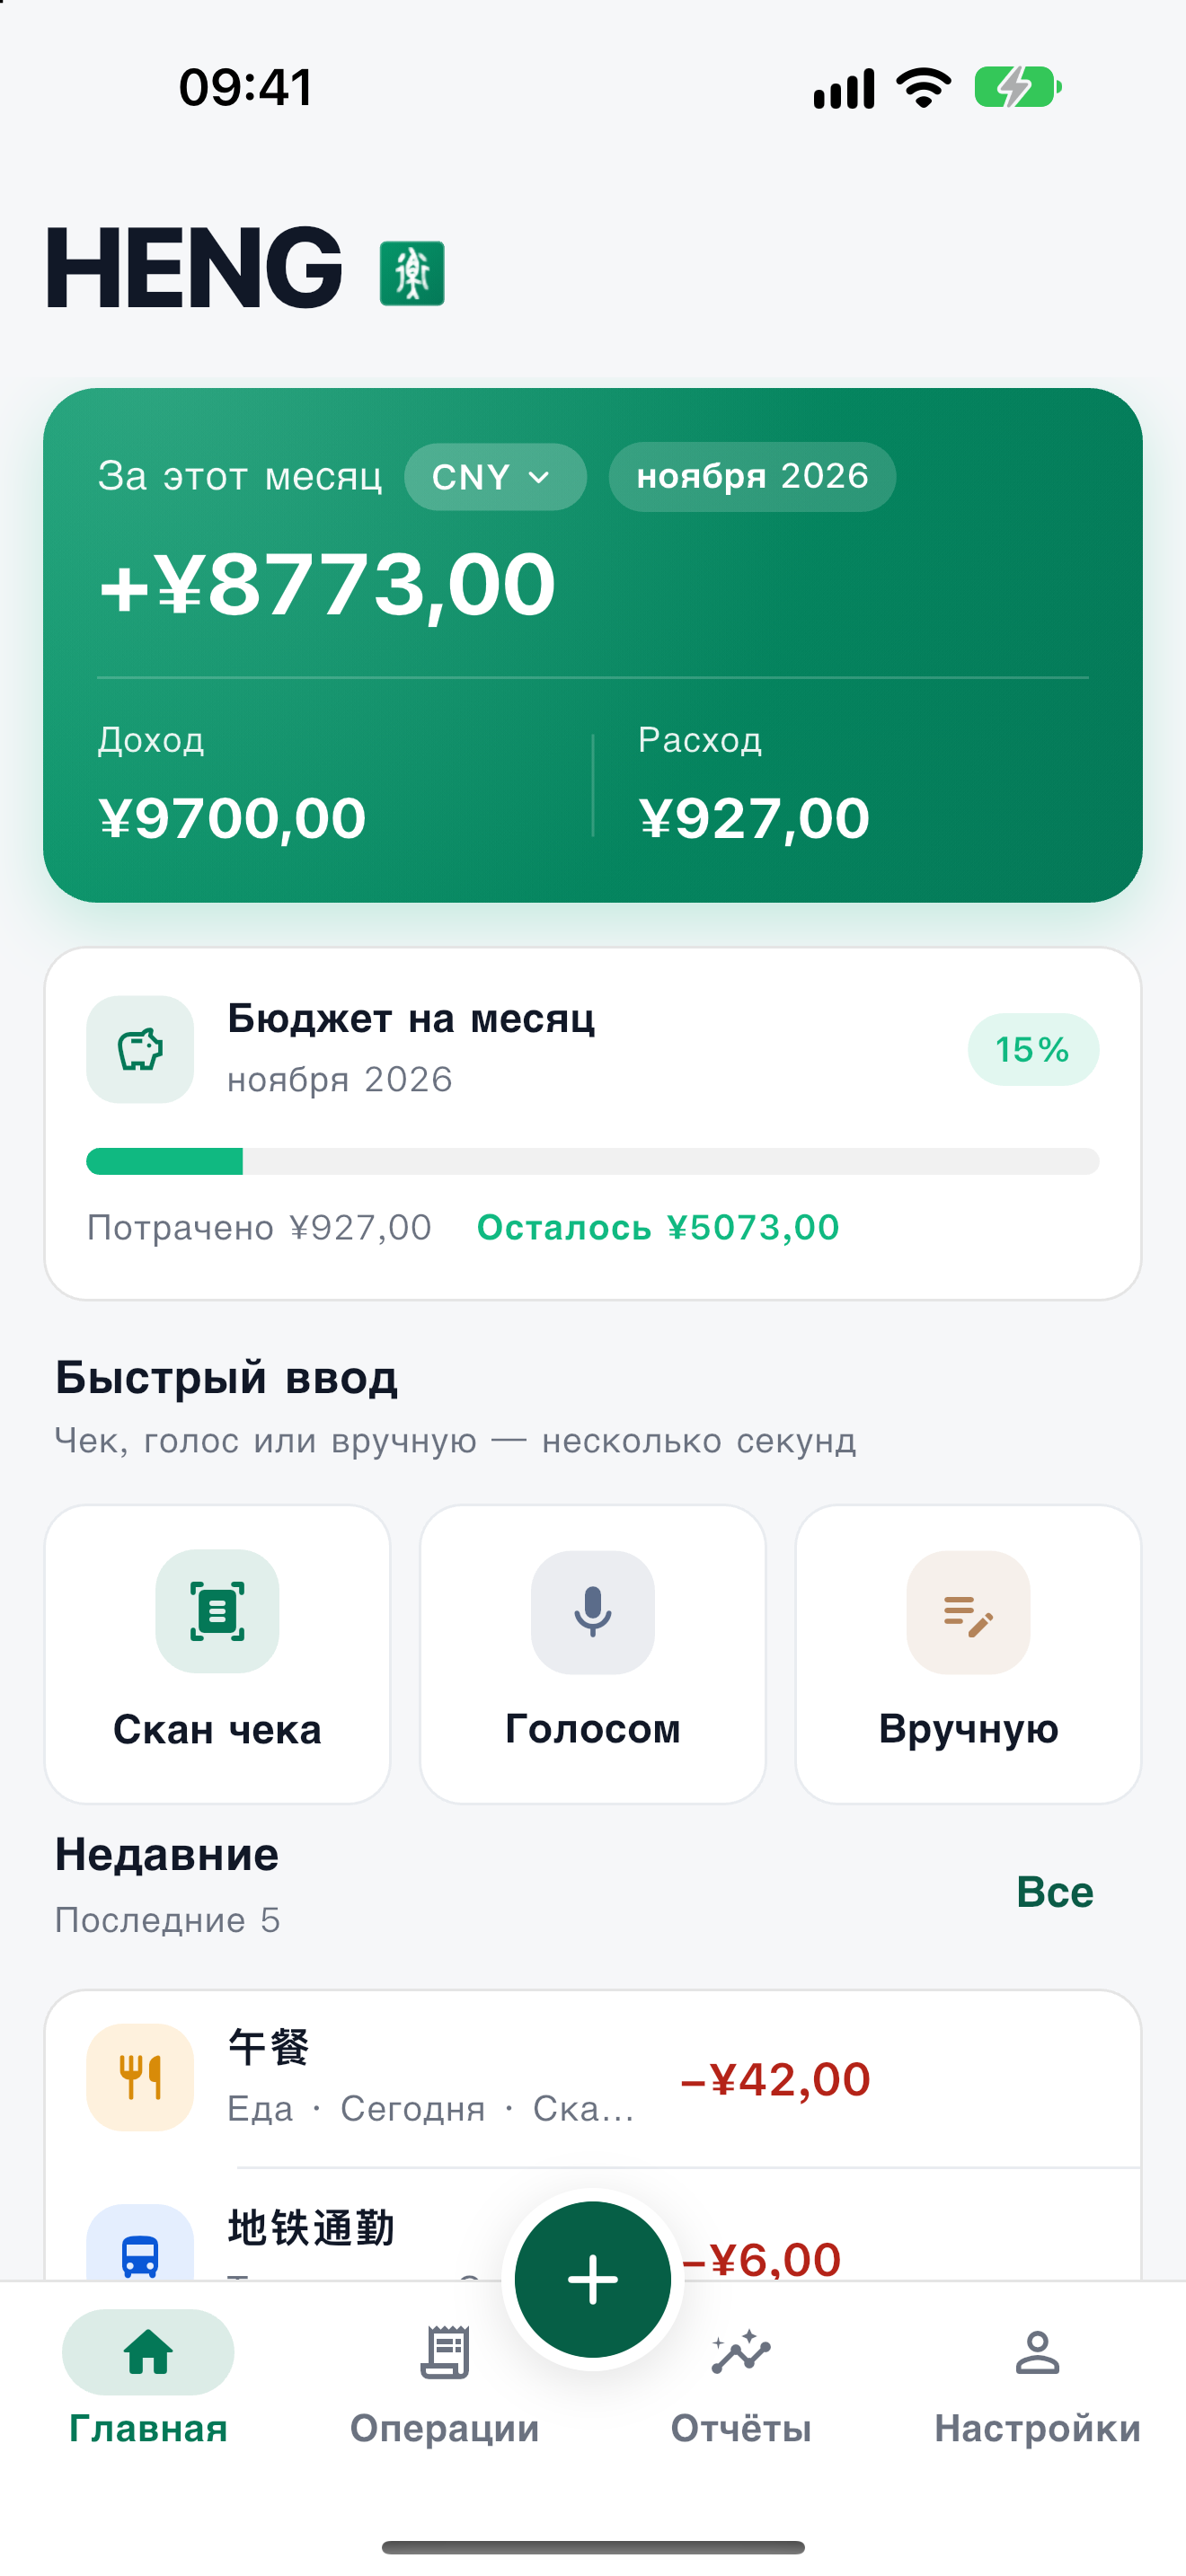 09:41
HENG 衡
За этот месяц CNY ноября 2026
+¥8773,00
Доход Расход
¥9700,00 ¥927,00
Бюджет на месяц
ноября 2026
15%
Потрачено ¥927,00 Осталось ¥5073,00
Быстрый ввод
Чек, голос или вручную — несколько секунд
Скан чека Голосом Вручную
Недавние
Последние 5
Все
午餐
Еда · Сегодня · Ска...
–¥42,00
地铁通勤
–¥6,00
Главная Операции Отчёты Настройки